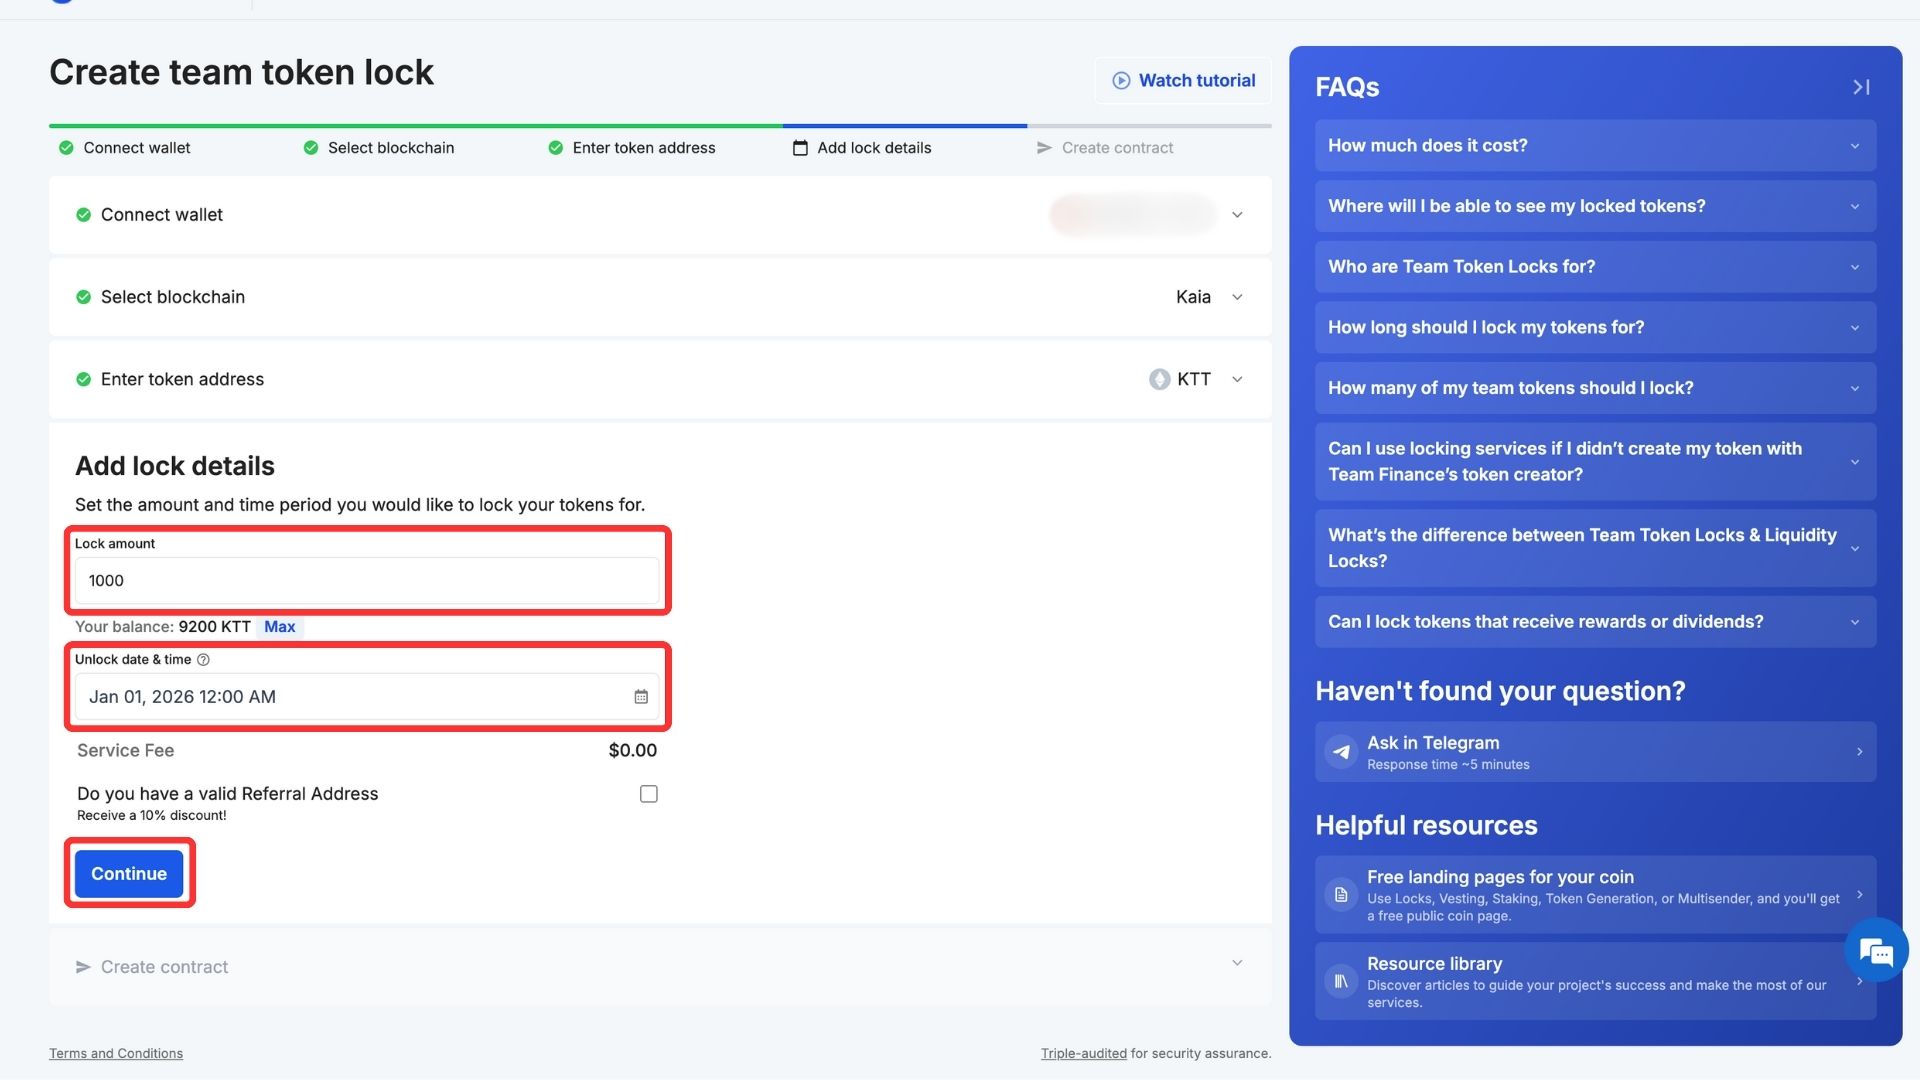 Create team token lock
Watch tutorial
Connect wallet
Select blockchain
Enter token address
Add lock details
Create contract
Connect wallet
Select blockchain
Kaia
Enter token address
KTT
Add lock details
Set the amount and time period you would like to lock your tokens for.
Lock amount
1000
Your balance: 9200 KTT Max
Unlock date & time
Jan 01, 2026 12:00 AM
Service Fee
$0.00
Do you have a valid Referral Address
Receive a 10% discount!
Continue
Create contract
Terms and Conditions
Triple-audited for security assurance.
FAQs
How much does it cost?
Where will I be able to see my locked tokens?
Who are Team Token Locks for?
How long should I lock my tokens for?
How many of my team tokens should I lock?
Can I use locking services if I didn’t create my token with
Team Finance’s token creator?
What’s the difference between Team Token Locks & Liquidity
Locks?
Can I lock tokens that receive rewards or dividends?
Haven't found your question?
Ask in Telegram
Response time ~5 minutes
Helpful resources
Free landing pages for your coin
Use Locks, Vesting, Staking, Token Generation, or Multisender, and you'll get
a free public coin page.
Resource library
Discover articles to guide your project's success and make the most of our
services.